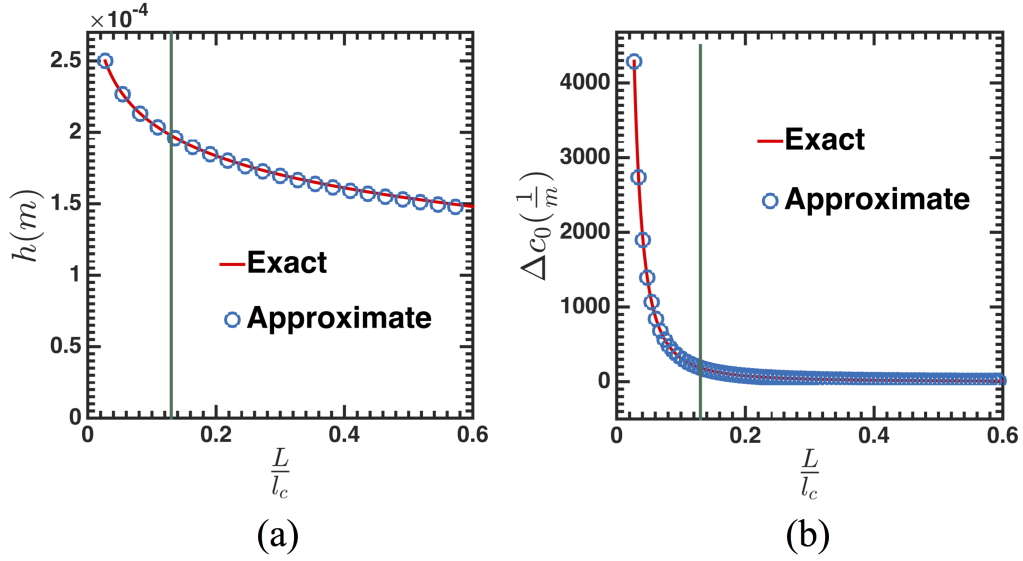 ×10⁻⁴
2.5
2
1.5
1
0.5
0
0 0.2 0.4 0.6
h(m)
L/l_c
Exact
Approximate
(a)
4000
3000
2000
1000
0
0 0.2 0.4 0.6
Δc₀(1/m)
L/l_c
Exact
Approximate
(b)